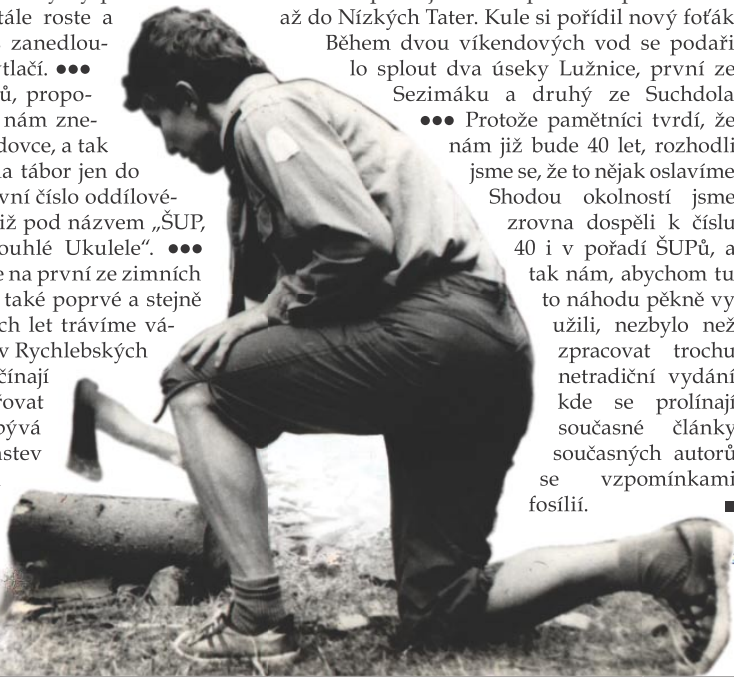 tále roste a
zanedlou-
tlačí. ●●●
ů, propo-
nám zne-
dovce, a tak
a tábor jen do
vní číslo oddílové-
iž pod názvem „ŠUP,
ouhlé Ukulele“. ●●●
e na první ze zimních
také poprvé a stejně
ch let trávíme vá-
v Rychlebských
čínají
řovat
bývá
stev
až do Nízkých Tater. Kule si pořídil nový foťák
Během dvou víkendových vod se podaři
lo splout dva úseky Lužnice, první ze
Sezimáku a druhý ze Suchdola
●●● Protože pamětníci tvrdí, že
nám již bude 40 let, rozhodli
jsme se, že to nějak oslavíme
Shodou okolností jsme
zrovna dospěli k číslu
40 i v pořadí ŠUPů, a
tak nám, abychom tu
to náhodu pěkně vy
užili, nezbylo než
zpracovat trochu
netradiční vydání
kde se prolínají
současné články
současných autorů
se vzpomínkami
fosílií. ■